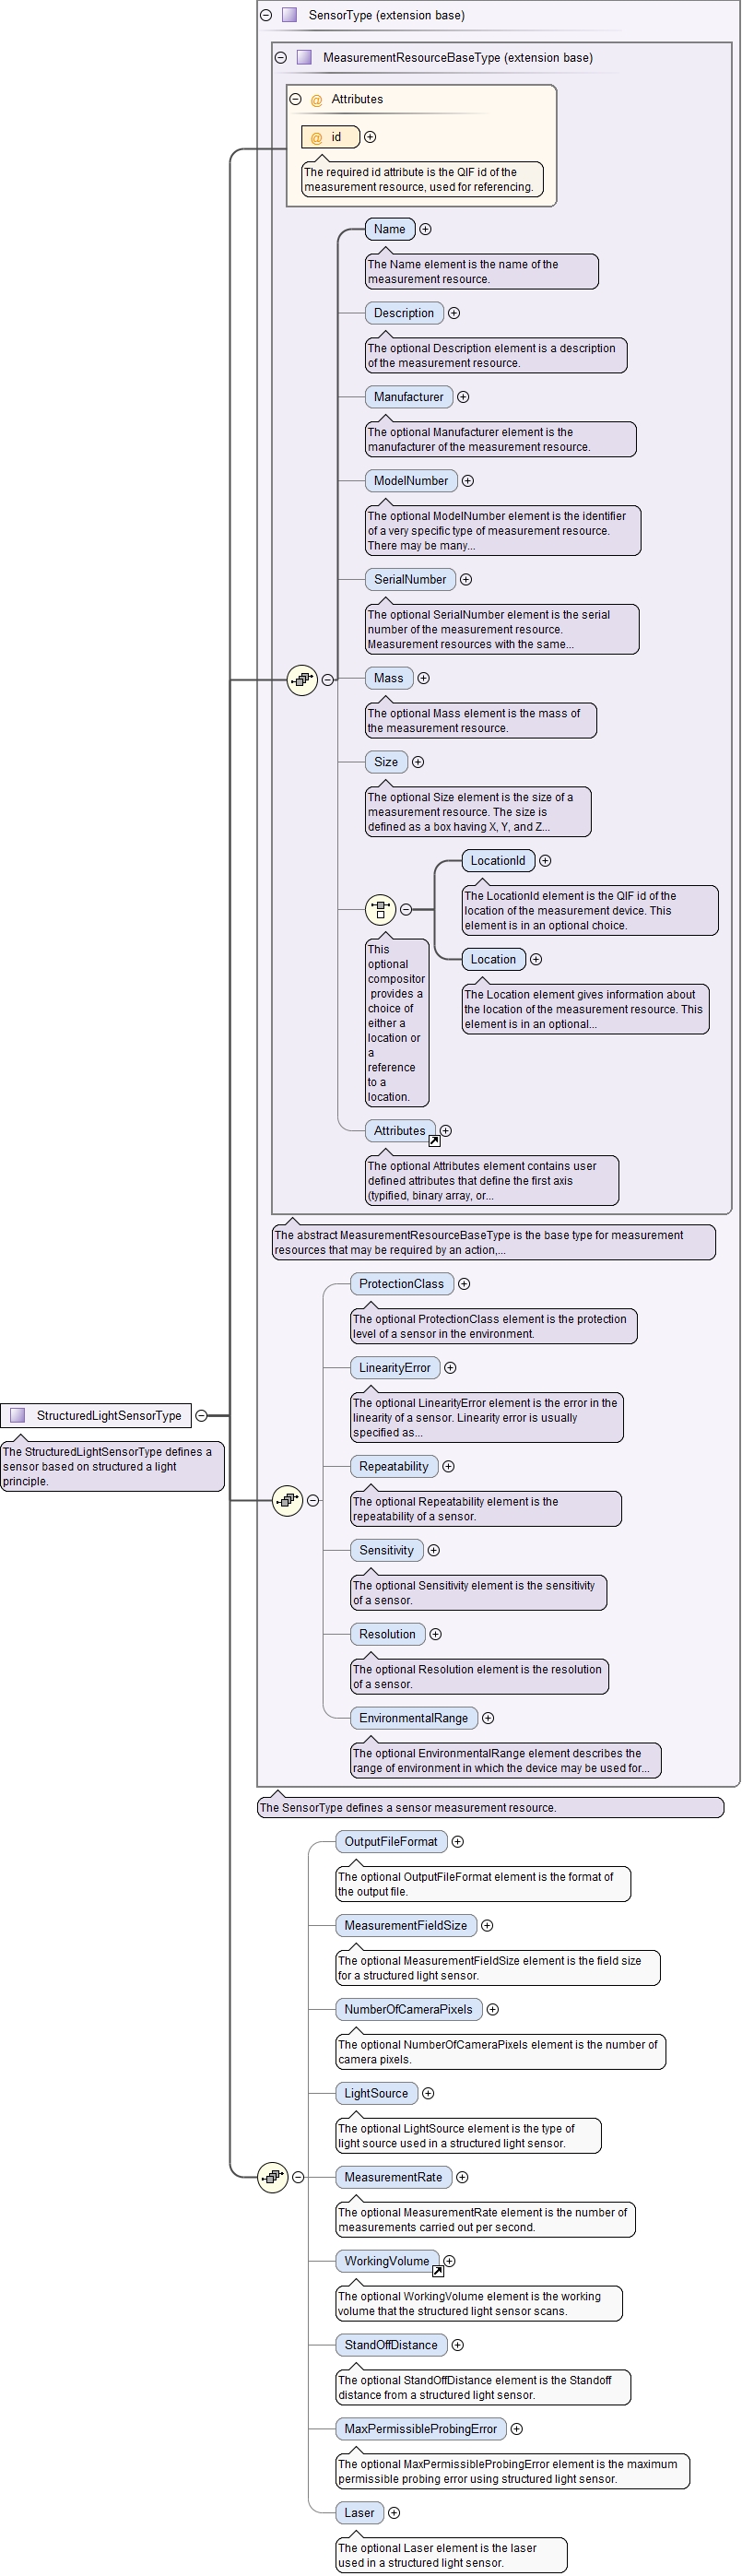 SensorType (extension base)
MeasurementResourceBaseType (extension base)
@ Attributes
@ id
The required id attribute is the QIF id of the
measurement resource, used for referencing.
Name
The Name element is the name of the
measurement resource.
Description
The optional Description element is a description
of the measurement resource.
Manufacturer
The optional Manufacturer element is the
manufacturer of the measurement resource.
ModelNumber
The optional ModelNumber element is the identifier
of a very specific type of measurement resource.
There may be many...
SerialNumber
The optional SerialNumber element is the serial
number of the measurement resource.
Measurement resources with the same...
Mass
The optional Mass element is the mass of
the measurement resource.
Size
The optional Size element is the size of a
measurement resource. The size is
defined as a box having X, Y, and Z...
LocationId
The LocationId element is the QIF id of the
location of the measurement device. This
element is in an optional choice.
This
optional
compositor
provides a
choice of
either a
location or
a
reference
to a
location.
Location
The Location element gives information about
the location of the measurement resource. This
element is in an optional...
Attributes
The optional Attributes element contains user
defined attributes that define the first axis
(typified, binary array, or...
The abstract MeasurementResourceBaseType is the base type for measurement
resources that may be required by an action,...
ProtectionClass
The optional ProtectionClass element is the protection
level of a sensor in the environment.
LinearityError
The optional LinearityError element is the error in the
linearity of a sensor. Linearity error is usually
specified as...
StructuredLightSensorType
The StructuredLightSensorType defines a
sensor based on structured a light
principle.
Repeatability
The optional Repeatability element is the
repeatability of a sensor.
Sensitivity
The optional Sensitivity element is the sensitivity
of a sensor.
Resolution
The optional Resolution element is the resolution
of a sensor.
EnvironmentalRange
The optional EnvironmentalRange element describes the
range of environment in which the device may be used for...
The SensorType defines a sensor measurement resource.
OutputFileFormat
The optional OutputFileFormat element is the format of
the output file.
MeasurementFieldSize
The optional MeasurementFieldSize element is the field size
for a structured light sensor.
NumberOfCameraPixels
The optional NumberOfCameraPixels element is the number of
camera pixels.
LightSource
The optional LightSource element is the type of
light source used in a structured light sensor.
MeasurementRate
The optional MeasurementRate element is the number of
measurements carried out per second.
WorkingVolume
The optional WorkingVolume element is the working
volume that the structured light sensor scans.
StandOffDistance
The optional StandOffDistance element is the Standoff
distance from a structured light sensor.
MaxPermissibleProbingError
The optional MaxPermissibleProbingError element is the maximum
permissible probing error using structured light sensor.
Laser
The optional Laser element is the laser
used in a structured light sensor.